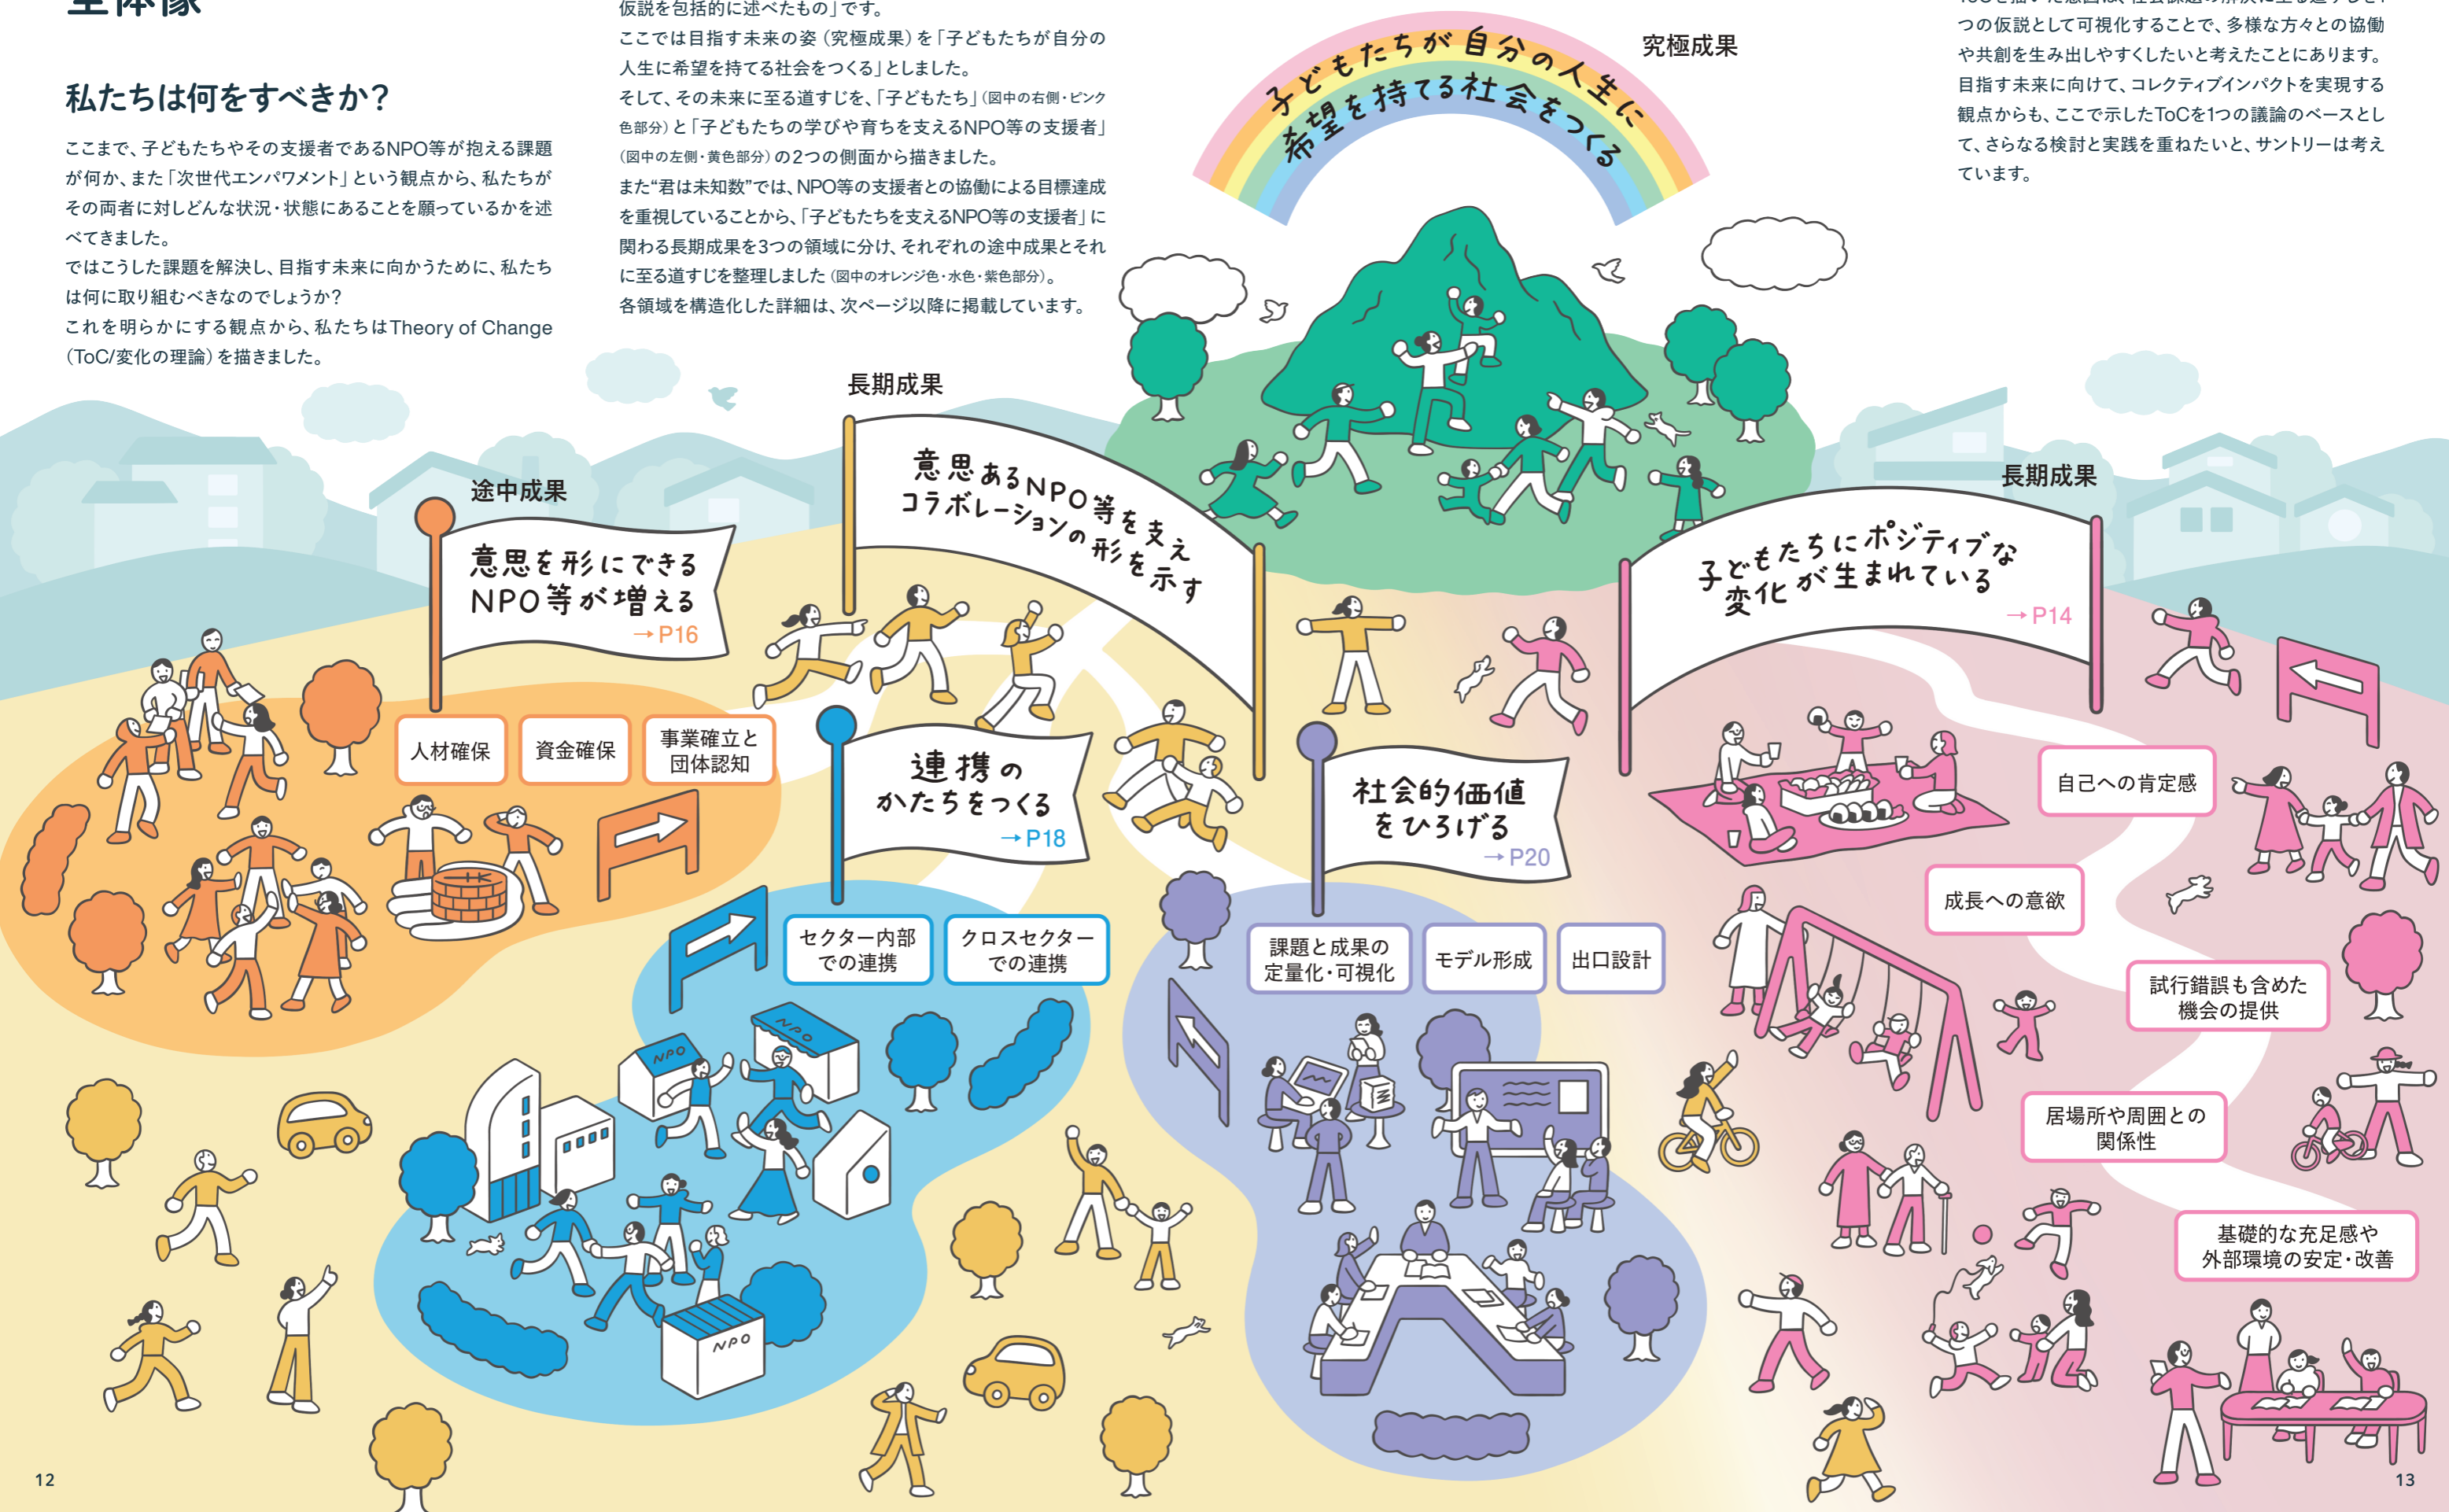 全体像
私たちは何をすべきか?
ここまで、子どもたちやその支援者であるNPO等が抱える課題
が何か、また「次世代エンパワメント」という観点から、私たちが
その両者に対しどんな状況・状態にあることを願っているかを述
べてきました。
ではこうした課題を解決し、目指す未来に向かうために、私たち
は何に取り組むべきなのでしょうか?
これを明らかにする観点から、私たちはTheory of Change
(ToC/変化の理論)を描きました。
仮説を包括的に述べたもの」です。
ここでは目指す未来の姿(究極成果)を「子どもたちが自分の
人生に希望を持てる社会をつくる」としました。
そして、その未来に至る道すじを、「子どもたち」(図中の右側・ピンク
色部分)と「子どもたちの学びや育ちを支えるNPO等の支援者」
(図中の左側・黄色部分)の2つの側面から描きました。
また“君は未知数”では、NPO等の支援者との協働による目標達成
を重視していることから、「子どもたちを支えるNPO等の支援者」に
関わる長期成果を3つの領域に分け、それぞれの途中成果とそれ
に至る道すじを整理しました(図中のオレンジ色・水色・紫色部分)。
各領域を構造化した詳細は、次ページ以降に掲載しています。
つの仮説として可視化することで、多様な方々との協働
や共創を生み出しやすくしたいと考えたことにあります。
目指す未来に向けて、コレクティブインパクトを実現する
観点からも、ここで示したToCを1つの議論のベースとし
て、さらなる検討と実践を重ねたいと、サントリーは考え
ています。
究極成果
子どもたちが自分の人生に
希望を持てる社会をつくる
長期成果
意思あるNPO等を支え
コラボレーションの形を示す
長期成果
子どもたちにポジティブな
変化が生まれている
→P14
途中成果
意思を形にできる
NPO等が増える
→P16
人材確保
資金確保
事業確立と
団体認知
連携の
かたちをつくる
→P18
セクター内部
での連携
クロスセクター
での連携
社会的価値
をひろげる
→P20
課題と成果の
定量化・可視化
モデル形成
出口設計
自己への肯定感
成長への意欲
試行錯誤も含めた
機会の提供
居場所や周囲との
関係性
基礎的な充足感や
外部環境の安定・改善
NPO
NPO
NPO
12
13